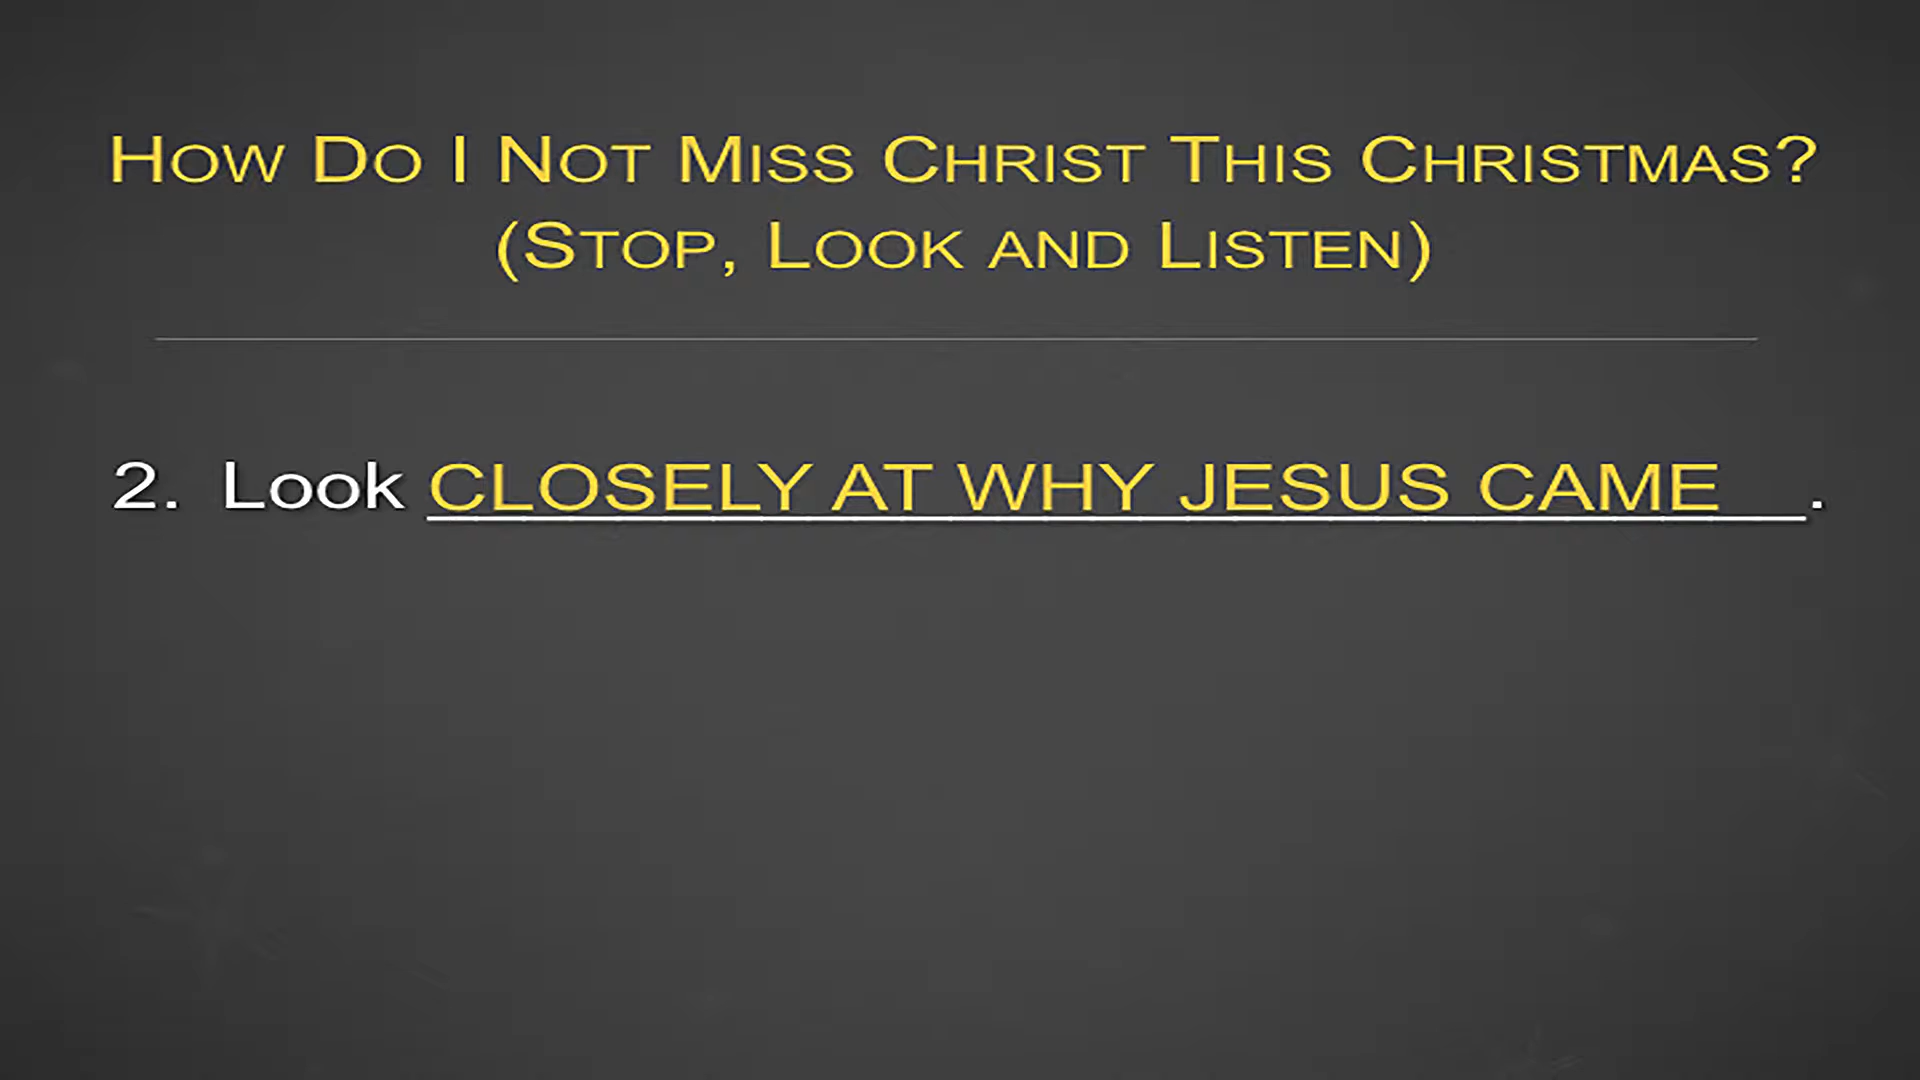 How Do I Not Miss Christ This Christmas?
(Stop, Look and Listen)
2. Look CLOSELY AT WHY JESUS CAME .